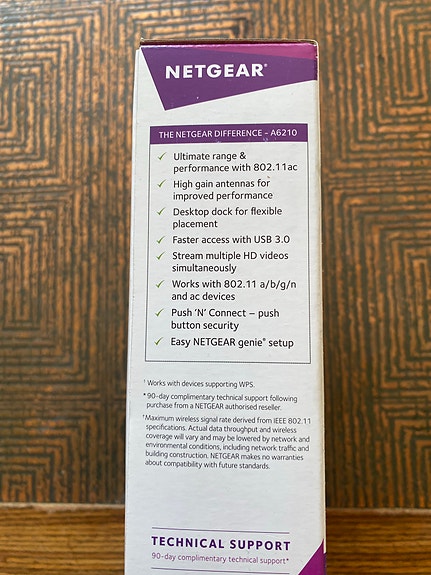 NETGEAR®
THE NETGEAR DIFFERENCE - A6210
✓ Ultimate range &
performance with 802.11ac
✓ High gain antennas for
improved performance
✓ Desktop dock for flexible
placement
✓ Faster access with USB 3.0
✓ Stream multiple HD videos
simultaneously
✓ Works with 802.11 a/b/g/n
and ac devices
✓ Push 'N' Connect – push
button security
✓ Easy NETGEAR genie® setup
† Works with devices supporting WPS.
* 90-day complimentary technical support following
purchase from a NETGEAR authorised reseller.
†Maximum wireless signal rate derived from IEEE 802.11
specifications. Actual data throughput and wireless
coverage will vary and may be lowered by network and
environmental conditions, including network traffic and
building construction. NETGEAR makes no warranties
about compatibility with future standards.
TECHNICAL SUPPORT
90-day complimentary technical support*